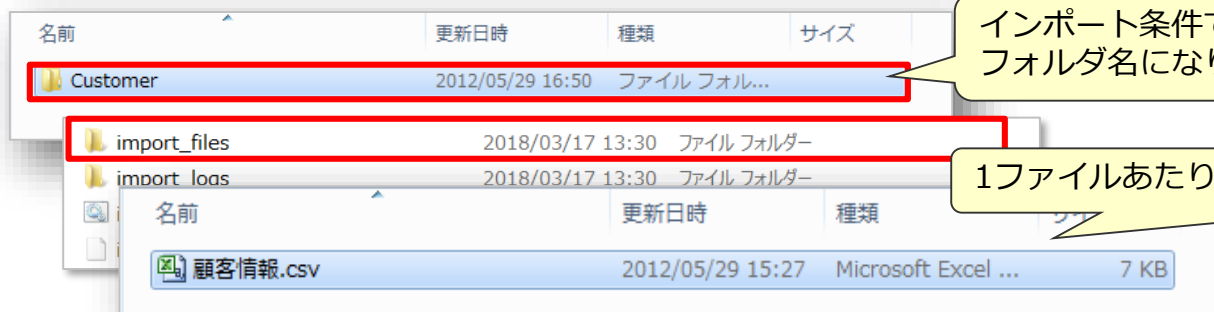 名前 更新日時 種類 サイズ
インポート条件
フォルダ名にな
Customer 2012/05/29 16:50 ファイル フォル...
import_files 2018/03/17 13:30 ファイル フォルダー
import_logs 2018/03/17 13:30 ファイル フォルダー
1ファイルあたり
名前 更新日時 種類
顧客情報.csv 2012/05/29 15:27 Microsoft Excel ... 7 KB